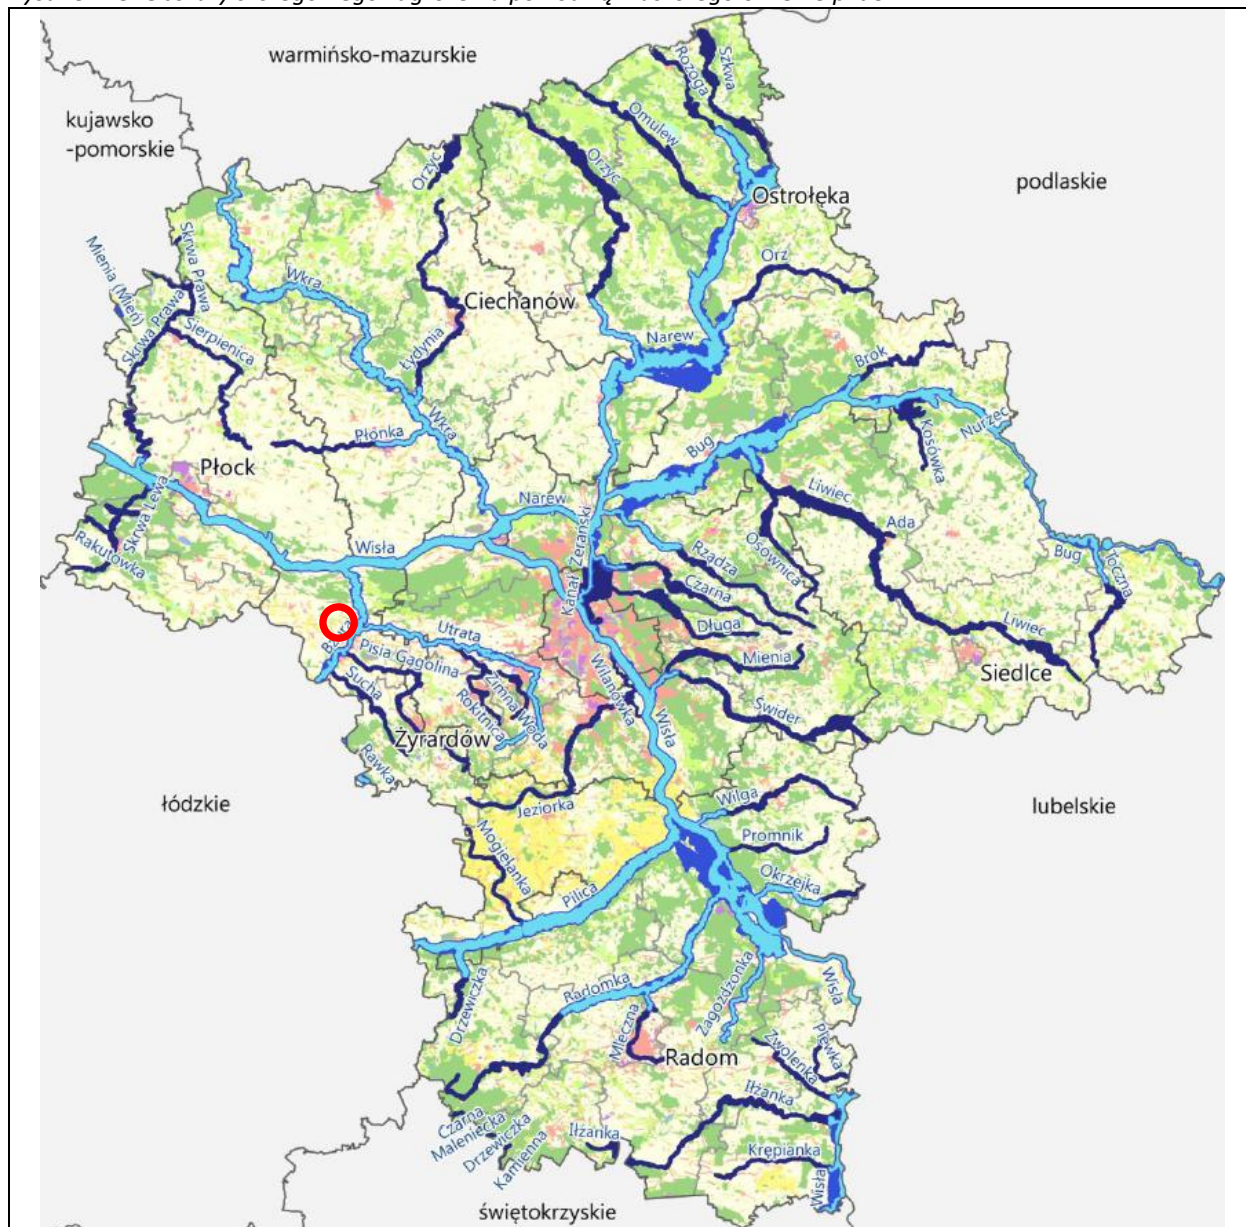 warmińsko-mazurskie
kujawsko
-pomorskie
podlaskie
Rozoga
Szkwa
Omulew
Orzyc
Orzyc
Ostrołęka
Orz
Mienia (Mień)
Skrwa Prawa
Skrwa Prawa
Wkra
Ciechanów
Łydynia
Narew
Sierpienica
Brok
Nurzec
Kosówka
Wkra
Płonka
Bug
Płock
Skrwa Lewa
Narew
Liwiec
Ada
Rakutówka
Wisła
Kanał Żerański
Rządza
Osownica
Bug
Toczna
Czarna
Długa
Utrata
Pisia Gągolina
Mienia
Liwiec
Siedlce
Sucha
Zimna Woda
Rokitnica
Wilanówka
Świder
Wisła
Żyrardów
Rawka
łódzkie
Jeziorka
Wilga
lubelskie
Mogielanka
Promnik
Okrzejka
Pilica
Drzewiczka
Radomka
Zagożdżonka
Wisła
Mleczna
Radom
Zwolenka
Plewka
Iłżanka
Czarna
Maleniecka
Drzewiczka
Kamienna
Iłżanka
Krępianka
Wisła
świętokrzyskie